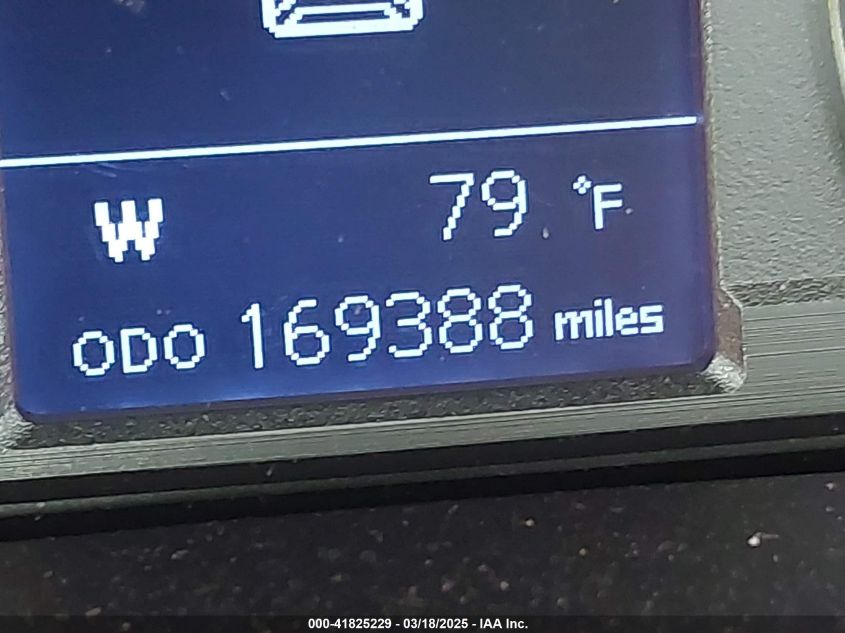 W 79 °F
ODO 169388 miles
000-41825229 - 03/18/2025 - IAA Inc.